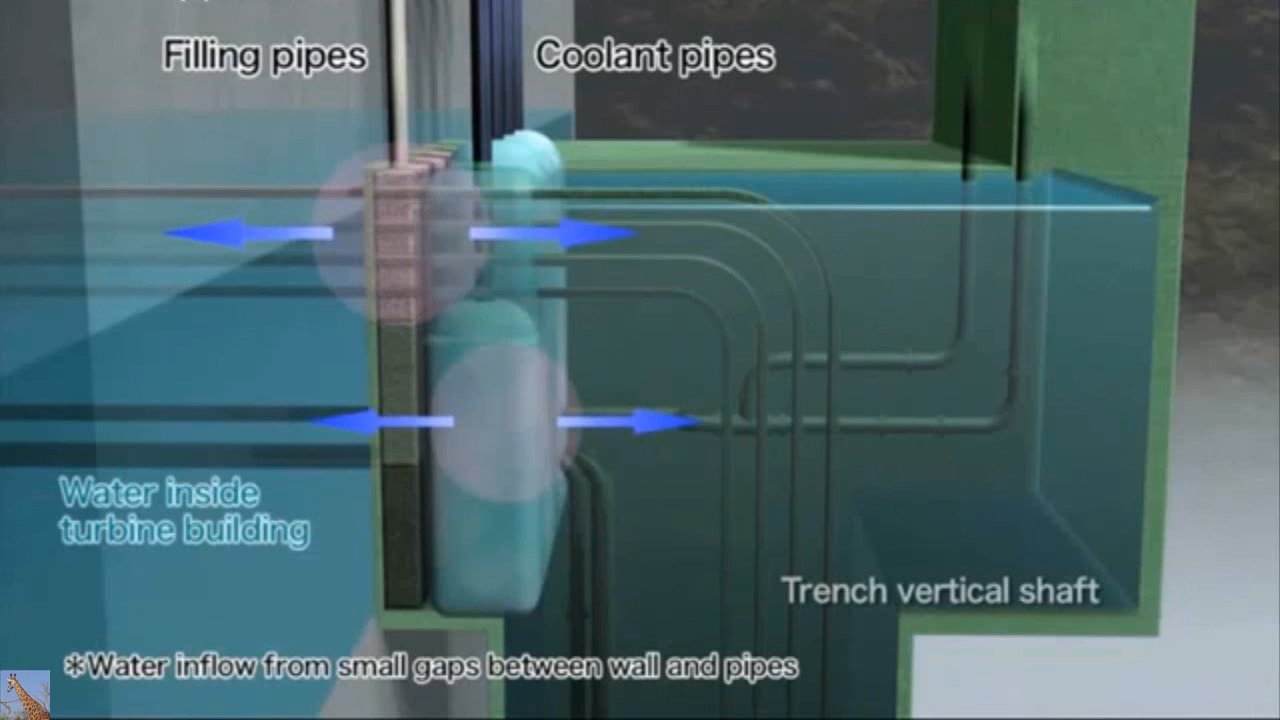 Filling pipes
Coolant pipes
Water inside
turbine building
Trench vertical shaft
*Water inflow from small gaps between wall and pipes